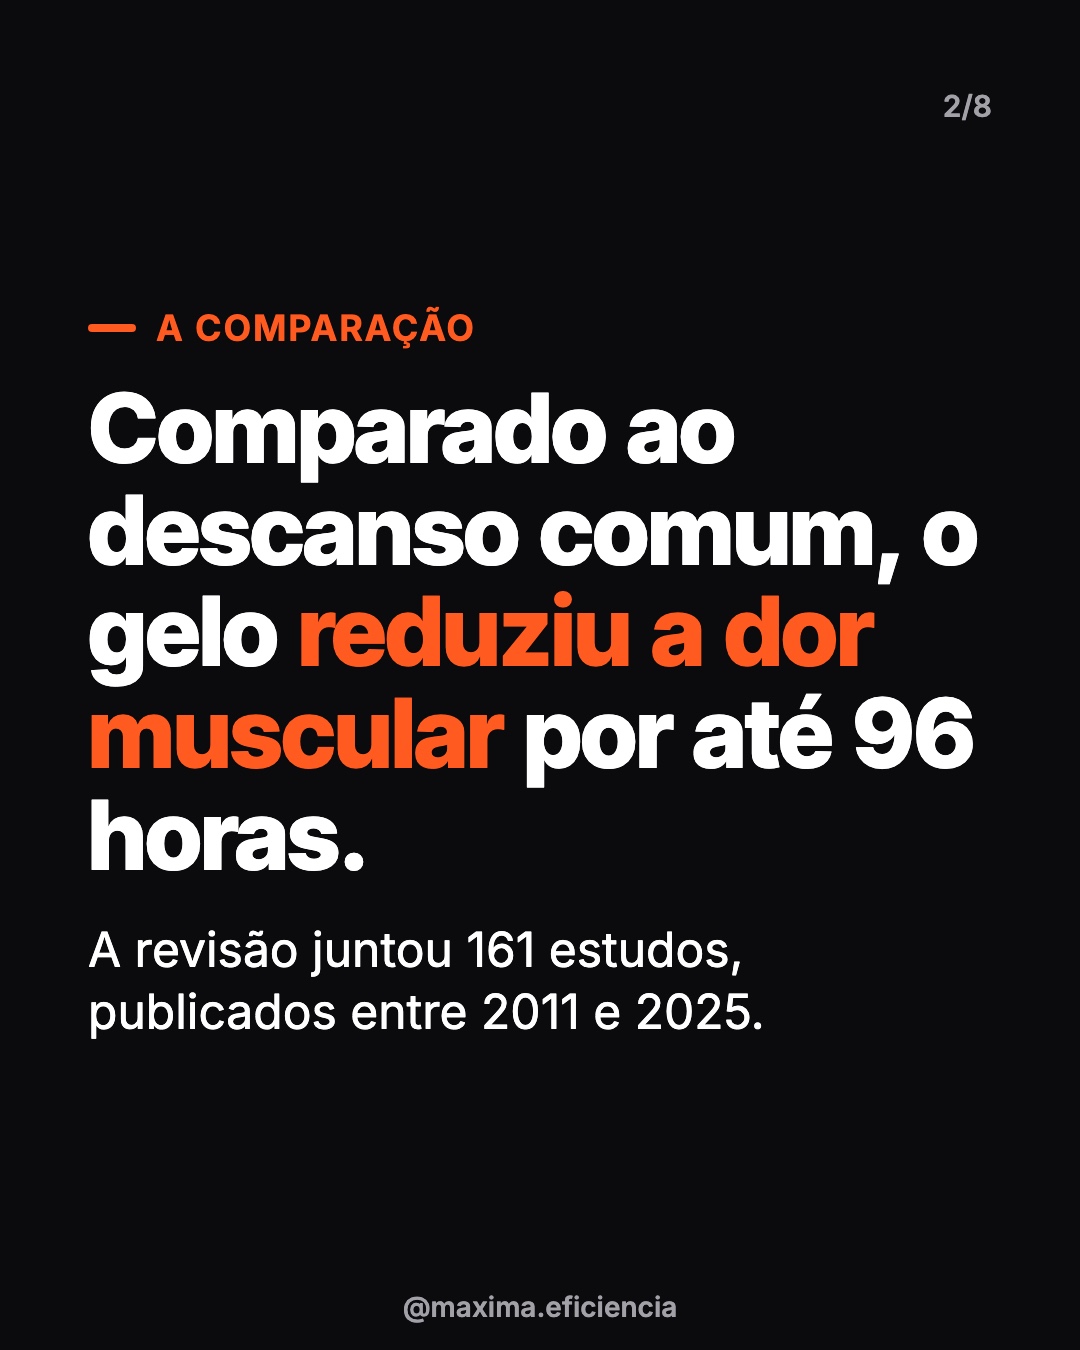 2/8
A COMPARAÇÃO
Comparado ao
descanso comum, o
gelo reduziu a dor
muscular por até 96
horas.
A revisão juntou 161 estudos,
publicados entre 2011 e 2025.
@maxima.eficiencia